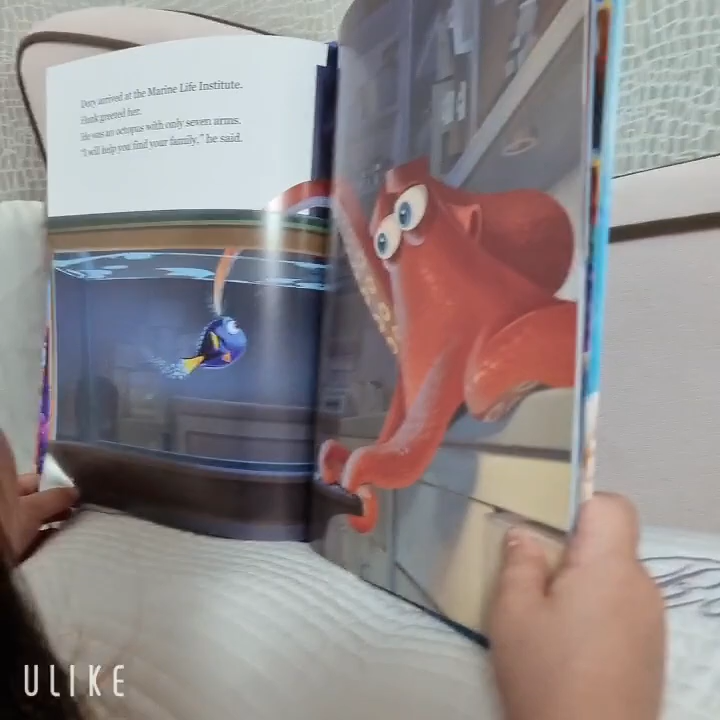 Dory arrived at the Marine Life Institute.
Hank greeted her.
He was an octopus with only seven arms.
"I will help you find your family," he said.
ULIKE